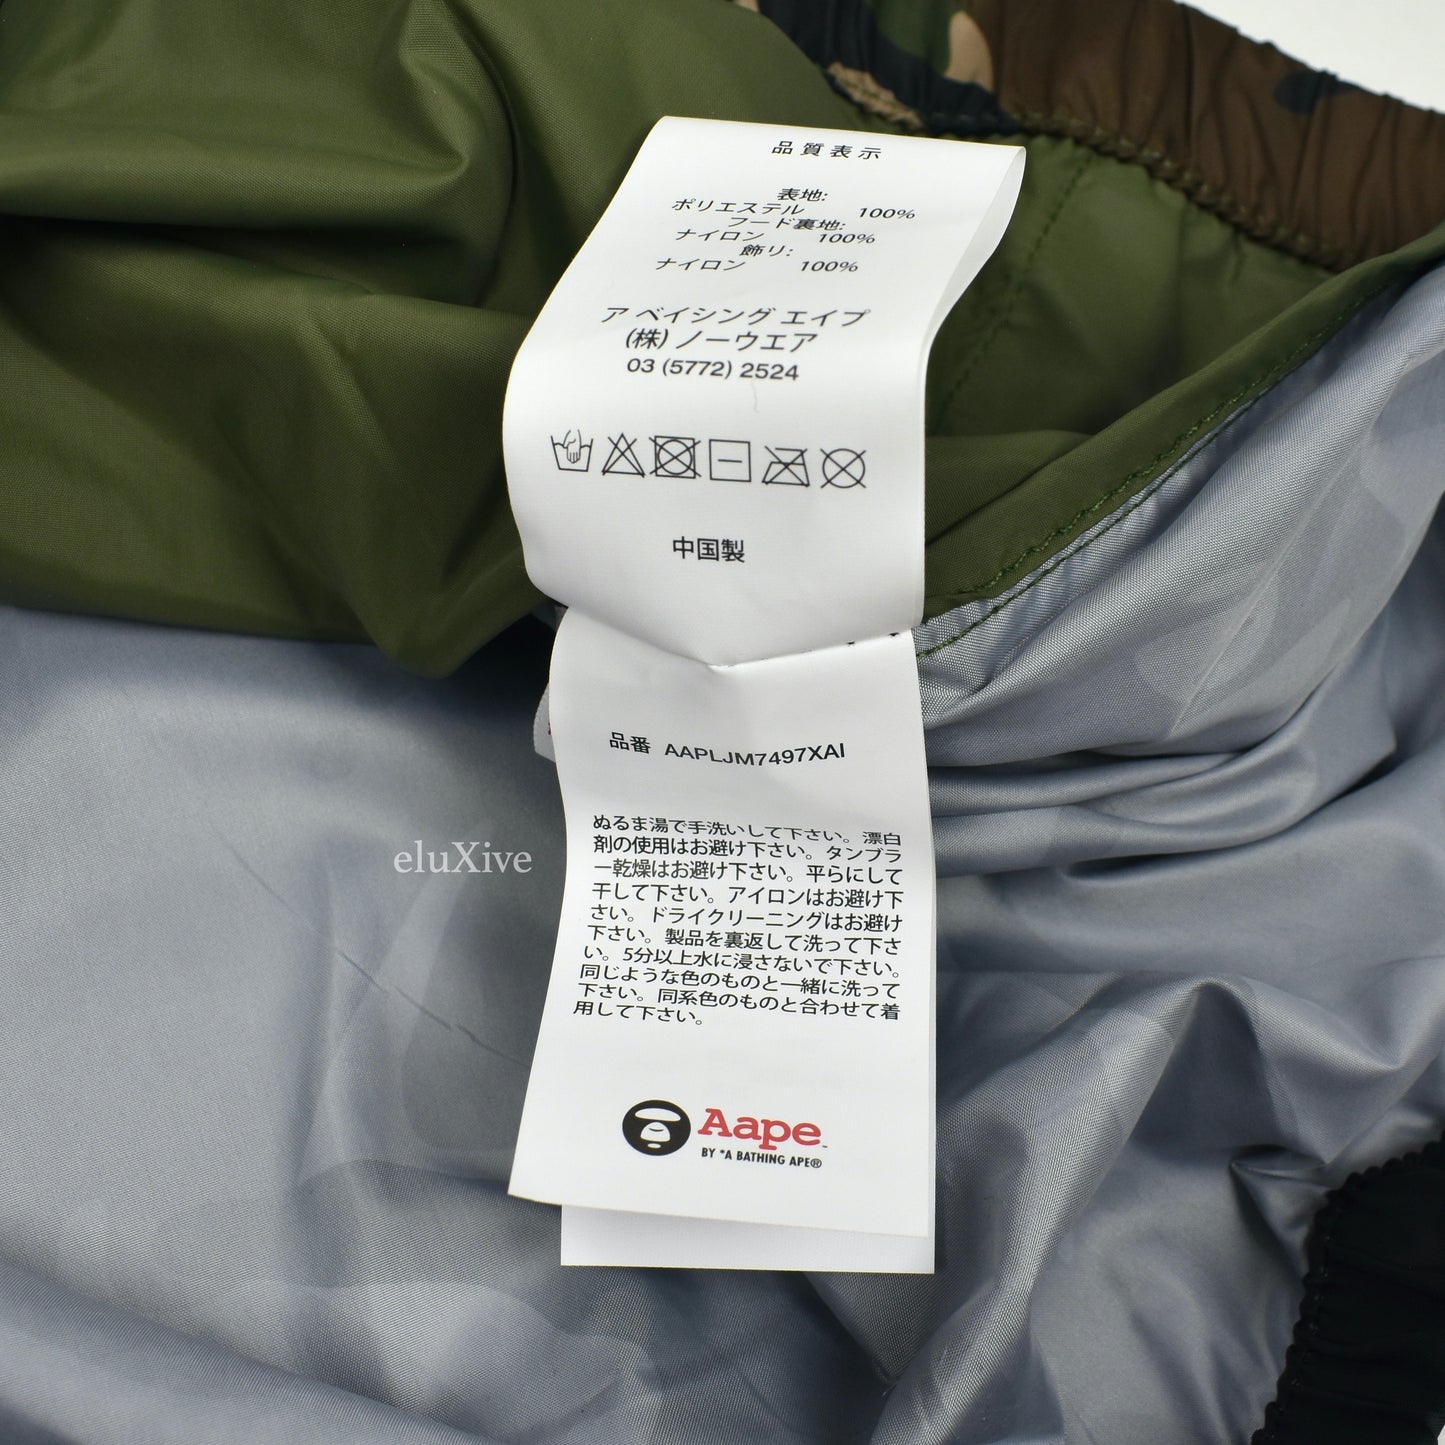 品質表示
表地:
ポリエステル 100%
フード裏地:
ナイロン 100%
飾リ:
ナイロン 100%
ア ベイシング エイプ
(株) ノーウエア
03 (5772) 2524
中国製
品番 AAPLJM7497XAI
ぬるま湯で手洗いして下さい。漂白
剤の使用はお避け下さい。タンブラ
ー乾燥はお避け下さい。平らにして
干して下さい。アイロンはお避け下
さい。ドライクリーニングはお避け
下さい。製品を裏返して洗って下さ
い。5分以上水に浸さないで下さい。
同じような色のものと一緒に洗って
下さい。同系色のものと合わせて着
用して下さい。
eluXive
Aape
BY *A BATHING APE®